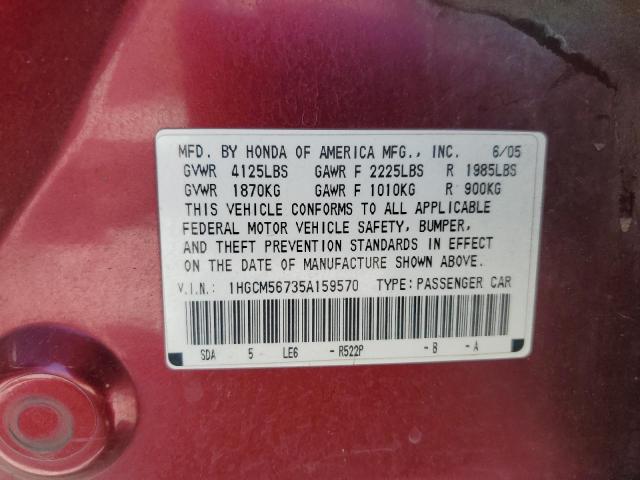 MFD. BY HONDA OF AMERICA MFG., INC. 6/05
GVWR 4125LBS GAWR F 2225LBS R 1985LBS
GVWR 1870KG GAWR F 1010KG R 900KG
THIS VEHICLE CONFORMS TO ALL APPLICABLE
FEDERAL MOTOR VEHICLE SAFETY, BUMPER,
AND THEFT PREVENTION STANDARDS IN EFFECT
ON THE DATE OF MANUFACTURE SHOWN ABOVE.
V.I.N.: 1HGCM56735A159570 TYPE: PASSENGER CAR
SDA 5 LE6 -R522P -B -A